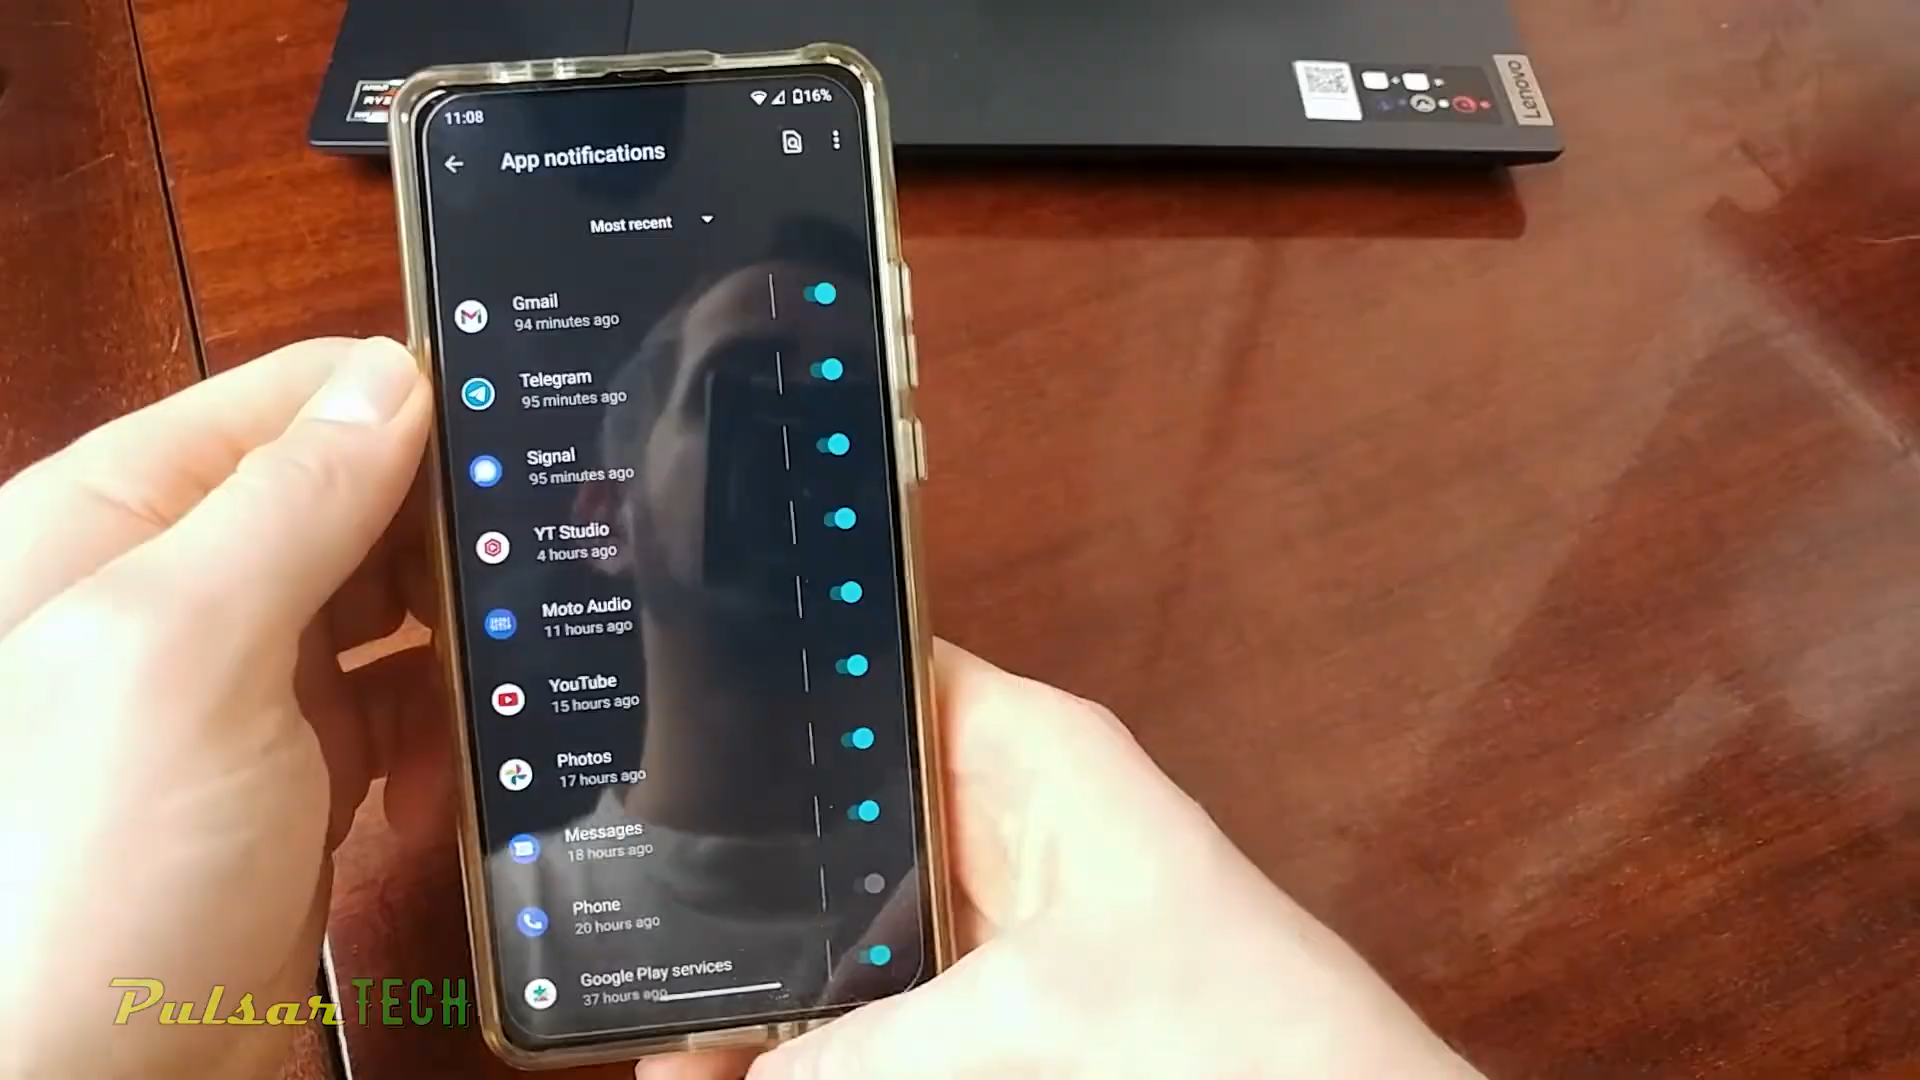 11:08
16%
App notifications
Most recent
Gmail
94 minutes ago
Telegram
95 minutes ago
Signal
95 minutes ago
YT Studio
4 hours ago
Moto Audio
11 hours ago
YouTube
15 hours ago
Photos
17 hours ago
Messages
18 hours ago
Phone
20 hours ago
Google Play services
37 hours ago
Lenovo
PulsarTECH